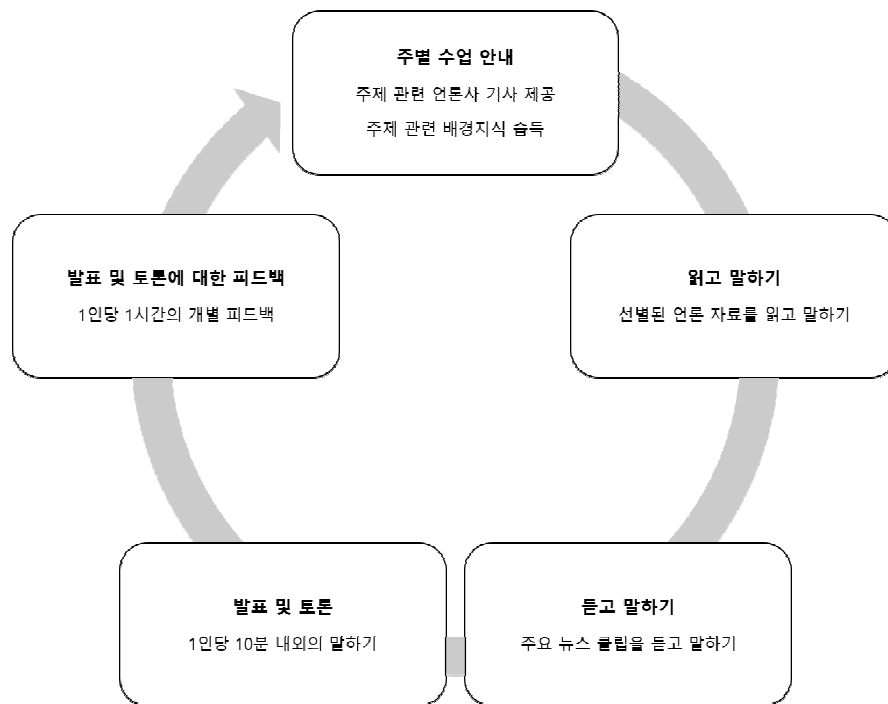 주별 수업 안내
주제 관련 언론사 기사 제공
주제 관련 배경지식 습득
읽고 말하기
선별된 언론 자료를 읽고 말하기
듣고 말하기
주요 뉴스 클립을 듣고 말하기
발표 및 토론
1인당 10분 내외의 말하기
발표 및 토론에 대한 피드백
1인당 1시간의 개별 피드백